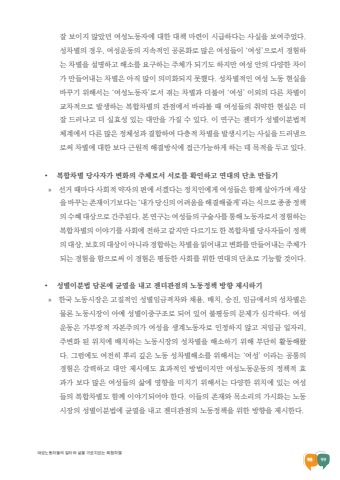 잘 보이지 않았던 여성노동자에 대한 대책 마련이 시급하다는 사실을 보여주었다.
성차별의 경우, 여성운동의 지속적인 공론화로 많은 여성들이 ‘여성’으로서 경험하
는 차별을 설명하고 해소를 요구하는 주체가 되기도 하지만 여성 안의 다양한 차이
가 만들어내는 차별은 아직 많이 의미화되지 못했다. 성차별적인 여성 노동 현실을
바꾸기 위해서는 ‘여성노동자’로서 겪는 차별과 더불어 ‘여성’ 이외의 다른 차별이
교차적으로 발생하는 복합차별의 관점에서 바라볼 때 여성들의 취약한 현실은 더
잘 드러나고 더 실효성 있는 대안을 가질 수 있다. 이 연구는 젠더가 성별이분법적
체계에서 다른 많은 정체성과 결합하여 다층적 차별을 발생시키는 사실을 드러냄으
로써 차별에 대한 보다 근원적 해결방식에 접근가능하게 하는 데 목적을 두고 있다.
• 복합차별 당사자가 변화의 주체로서 서로를 확인하고 연대의 단초 만들기
» 선거 때마다 사회적 약자의 편에 서겠다는 정치인에게 여성들은 함께 살아가며 세상
을 바꾸는 존재이기보다는 ‘내가 당신의 어려움을 해결해줄게’라는 식으로 종종 정책
의 수혜 대상으로 간주된다. 본 연구는 여성들의 구술사를 통해 노동자로서 경험하는
복합차별의 이야기를 사회에 전하고 같지만 다르기도 한 복합차별 당사자들이 정책
의 대상, 보호의 대상이 아니라 경합하는 차별을 읽어내고 변화를 만들어내는 주체가
되는 경험을 함으로써 이 경험은 평등한 사회를 위한 연대의 단초로 기능할 것이다.
• 성별이분법 담론에 균열을 내고 젠더관점의 노동정책 방향 제시하기
» 한국 노동시장은 고질적인 성별임금격차와 채용, 배치, 승진, 임금에서의 성차별은
물론 노동시장이 아예 성별이중구조로 되어 있어 불평등의 문제가 심각하다. 여성
운동은 가부장적 자본주의가 여성을 생계노동자로 인정하지 않고 저임금 일자리,
주변화 된 위치에 배치하는 노동시장의 성차별을 해소하기 위해 부단히 활동해왔
다. 그럼에도 여전히 뿌리 깊은 노동 성차별해소를 위해서는 ‘여성’ 이라는 공통의
경험은 강력하고 대안 제시에도 효과적인 방법이지만 여성노동운동의 정책적 효
과가 보다 많은 여성들의 삶에 영향을 미치기 위해서는 다양한 위치에 있는 여성
들의 복합차별도 함께 이야기되어야 한다. 이들의 존재와 목소리의 가시화는 노동
시장의 성별이분법에 균열을 내고 젠더관점의 노동정책을 위한 방향을 제시한다.